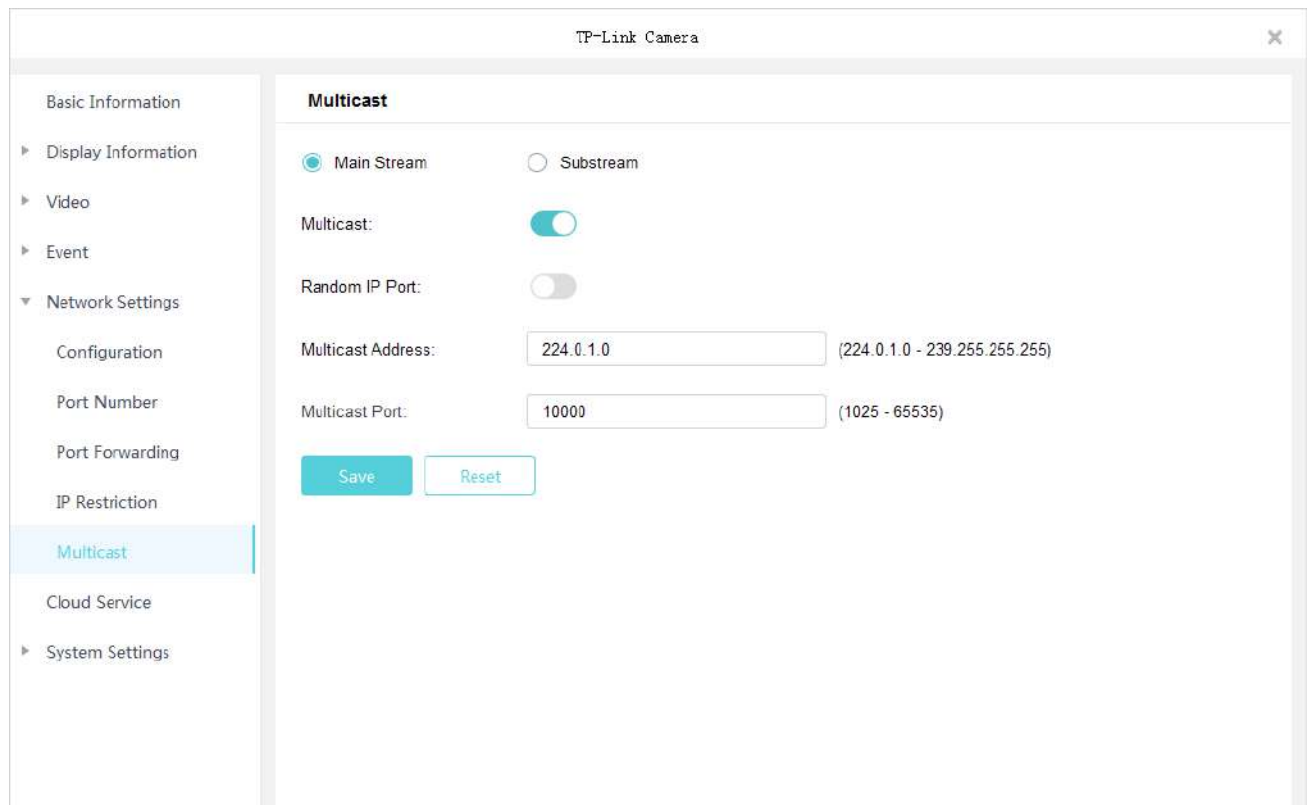 TP-Link Camera
Basic Information
Display Information
Video
Event
Network Settings
Configuration
Port Number
Port Forwarding
IP Restriction
Multicast
Cloud Service
System Settings
Multicast
Main Stream Substream
Multicast:
Random IP Port:
Multicast Address: 224.0.1.0 (224.0.1.0 - 239.255.255.255)
Multicast Port: 10000 (1025 - 65535)
Save Reset